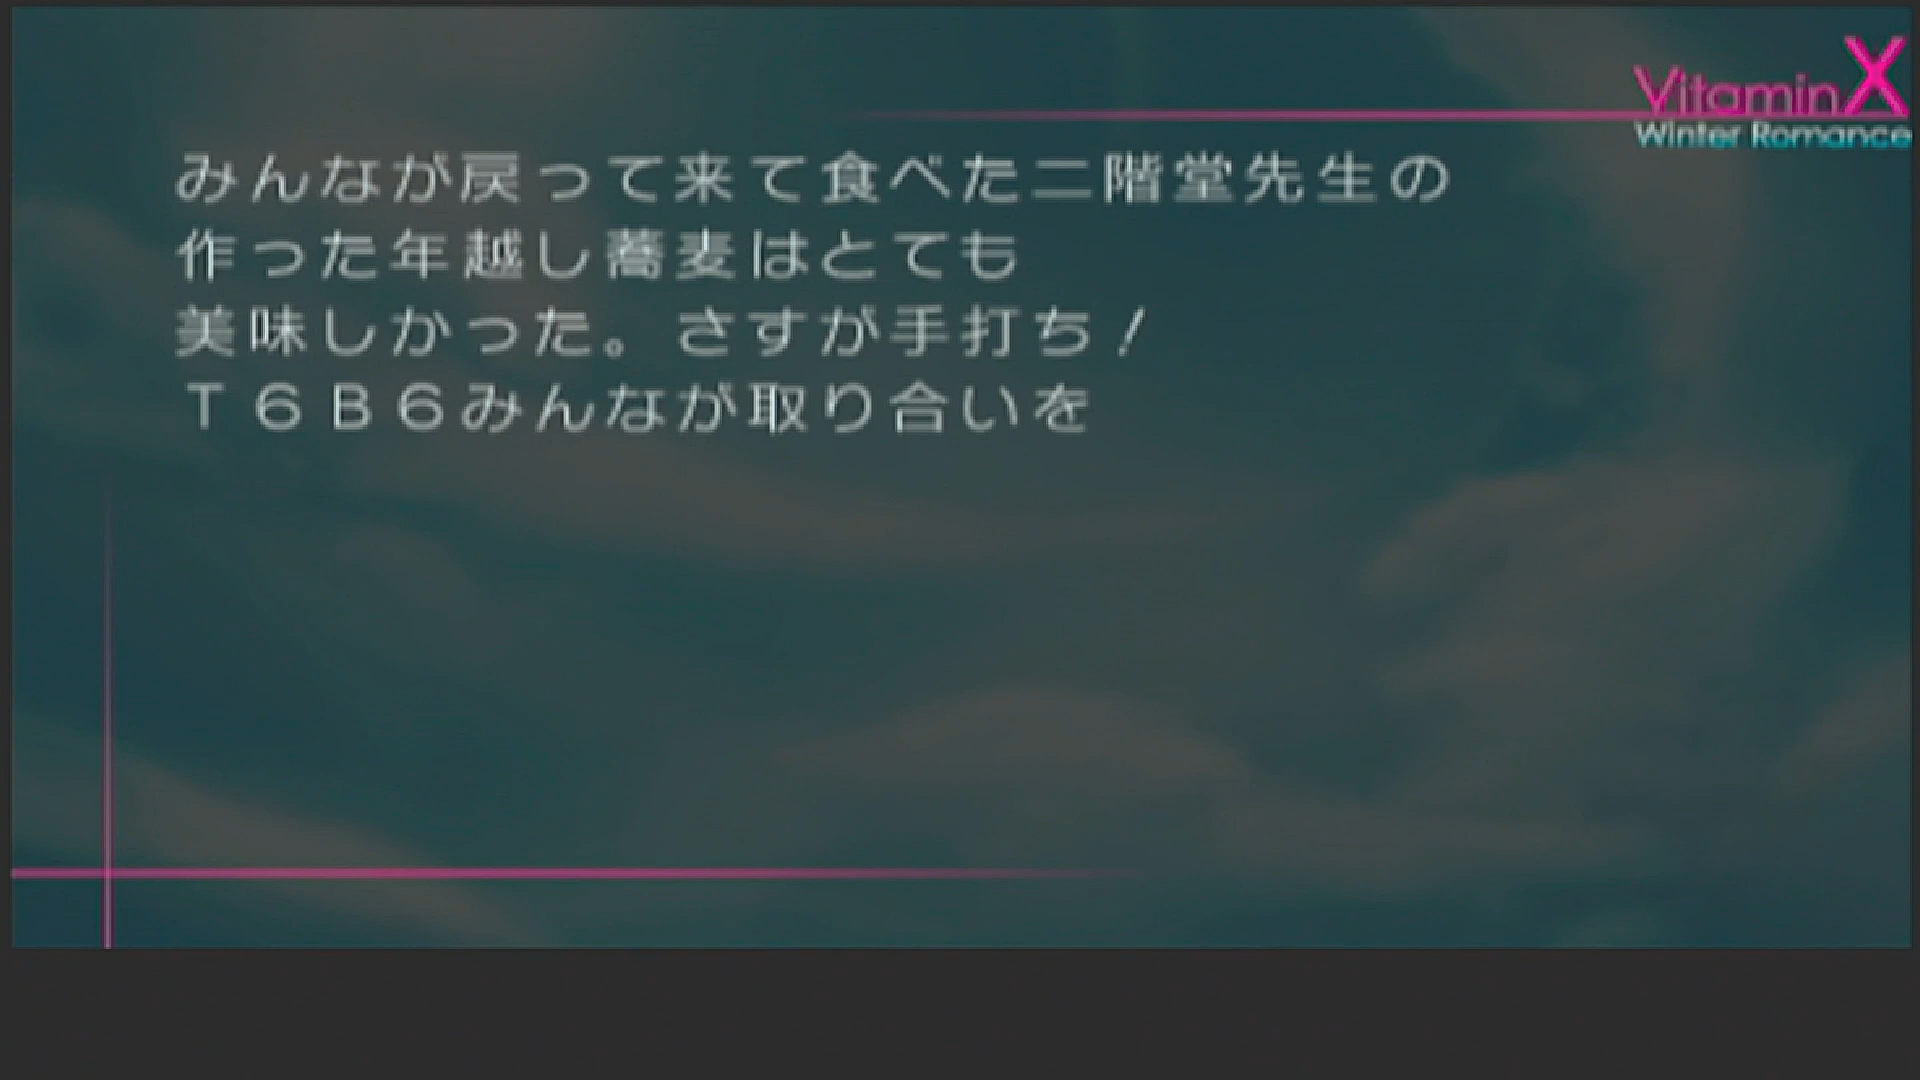 VitaminX
Winter Romance
みんなが戻って来て食べた二階堂先生の
作った年越し蕎麦はとても
美味しかった。さすが手打ち！
Ｔ６Ｂ６みんなが取り合いを